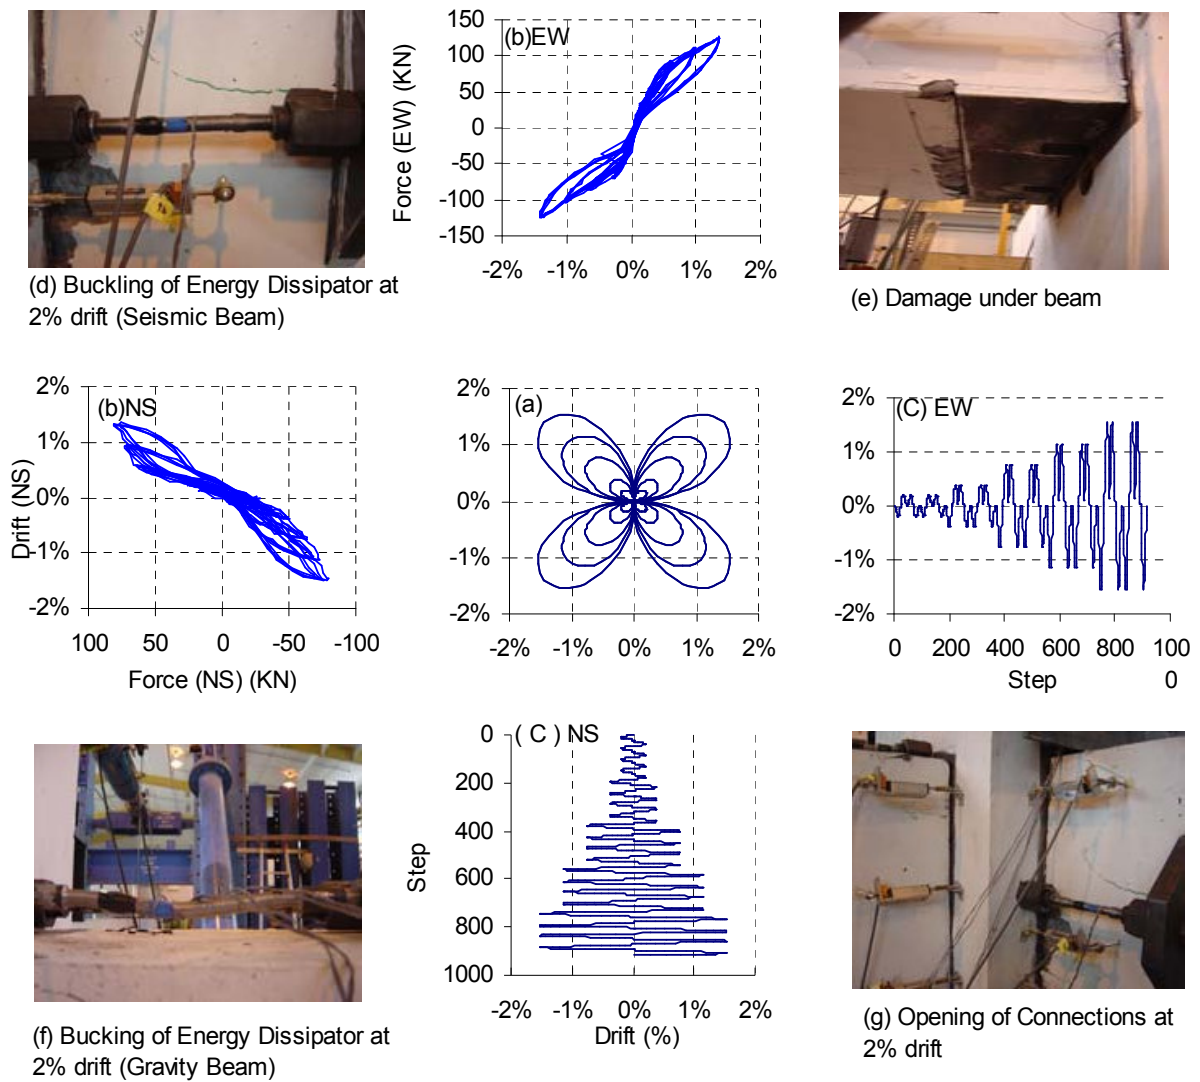 150
100
50
0
-50
-100
-150
Force (EW) (KN)
(b)EW
-2% -1% 0% 1% 2%
(d) Buckling of Energy Dissipator at
2% drift (Seismic Beam)
(e) Damage under beam
2%
1%
0%
-1%
-2%
Drift (NS)
(b)NS
100 50 0 -50 -100
Force (NS) (KN)
2%
1%
0%
-1%
-2%
(a)
-2% -1% 0% 1% 2%
2%
1%
0%
-1%
-2%
(C) EW
0 200 400 600 800 100
Step 0
0
200
400
600
800
1000
Step
( C ) NS
-2% -1% 0% 1% 2%
Drift (%)
(f) Bucking of Energy Dissipator at
2% drift (Gravity Beam)
(g) Opening of Connections at
2% drift